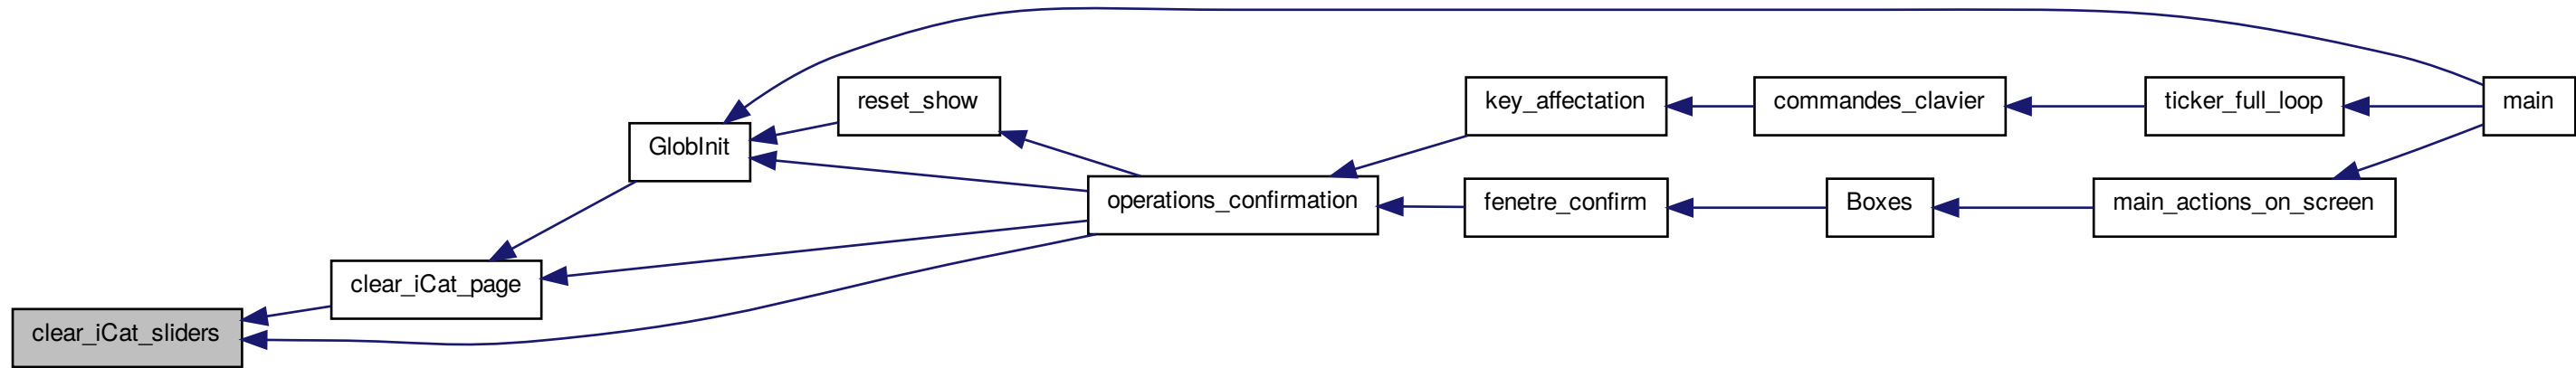 reset_show
key_affectation
commandes_clavier
ticker_full_loop
main
GlobInit
operations_confirmation
fenetre_confirm
Boxes
main_actions_on_screen
clear_iCat_page
clear_iCat_sliders